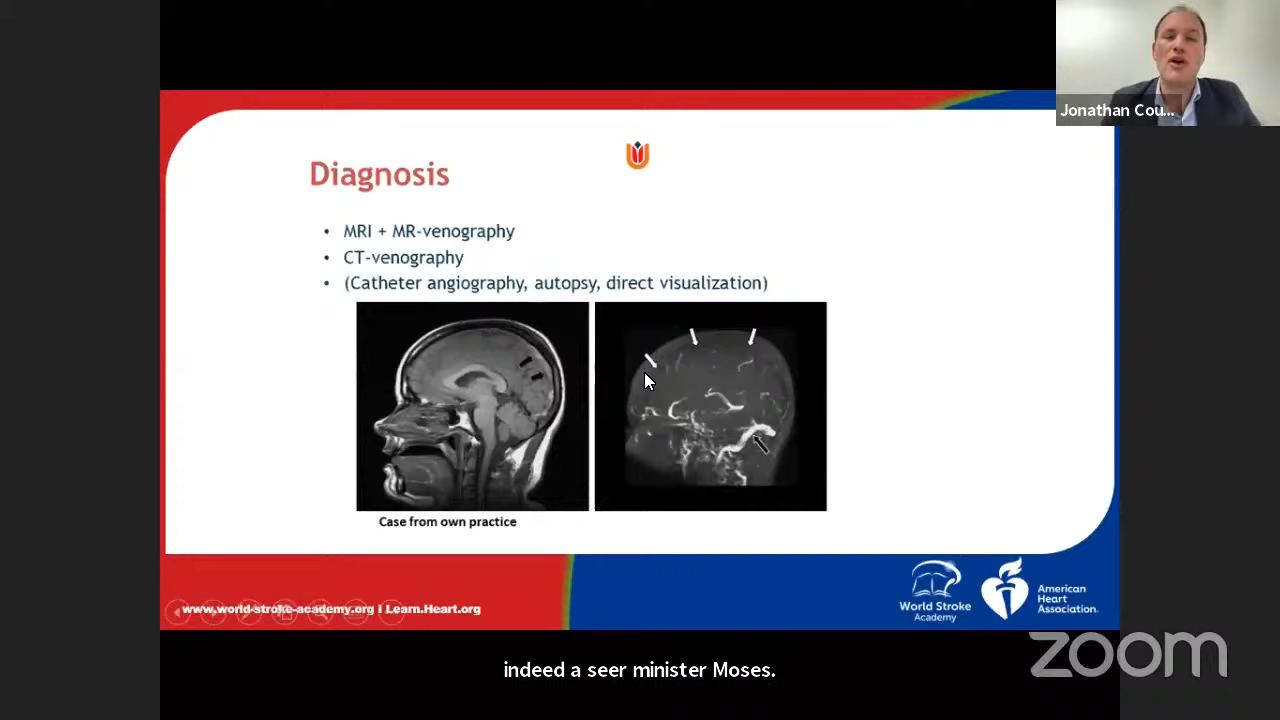 Jonathan Cou...
Diagnosis
• MRI + MR-venography
• CT-venography
• (Catheter angiography, autopsy, direct visualization)
Case from own practice
www.world-stroke-academy.org I Learn.Heart.org
World Stroke
Academy
American
Heart
Association.
zoom
indeed a seer minister Moses.